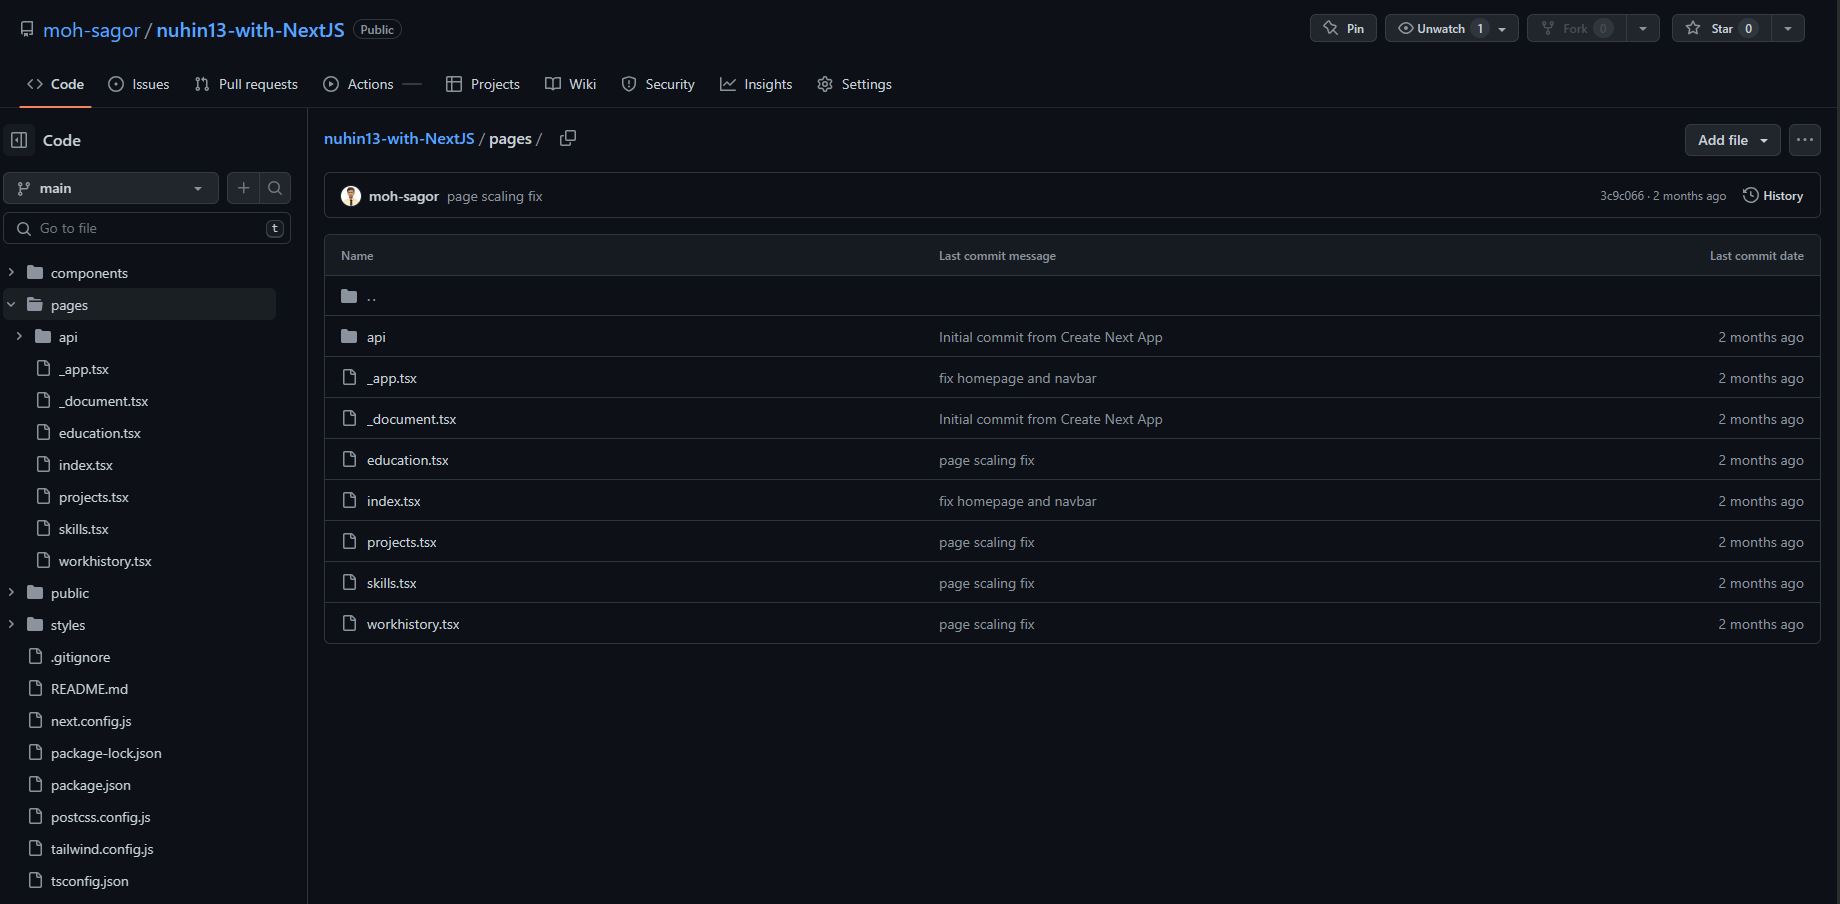 moh-sagor / nuhin13-with-NextJS Public
Pin Unwatch 1 Fork 0 Star 0
Code Issues Pull requests Actions Projects Wiki Security Insights Settings
Code
main
Go to file t
components
pages
api
_app.tsx
_document.tsx
education.tsx
index.tsx
projects.tsx
skills.tsx
workhistory.tsx
public
styles
.gitignore
README.md
next.config.js
package-lock.json
package.json
postcss.config.js
tailwind.config.js
tsconfig.json
nuhin13-with-NextJS / pages /
Add file ...
moh-sagor page scaling fix 3c9c066 · 2 months ago History
Name Last commit message Last commit date
..
api Initial commit from Create Next App 2 months ago
_app.tsx fix homepage and navbar 2 months ago
_document.tsx Initial commit from Create Next App 2 months ago
education.tsx page scaling fix 2 months ago
index.tsx fix homepage and navbar 2 months ago
projects.tsx page scaling fix 2 months ago
skills.tsx page scaling fix 2 months ago
workhistory.tsx page scaling fix 2 months ago